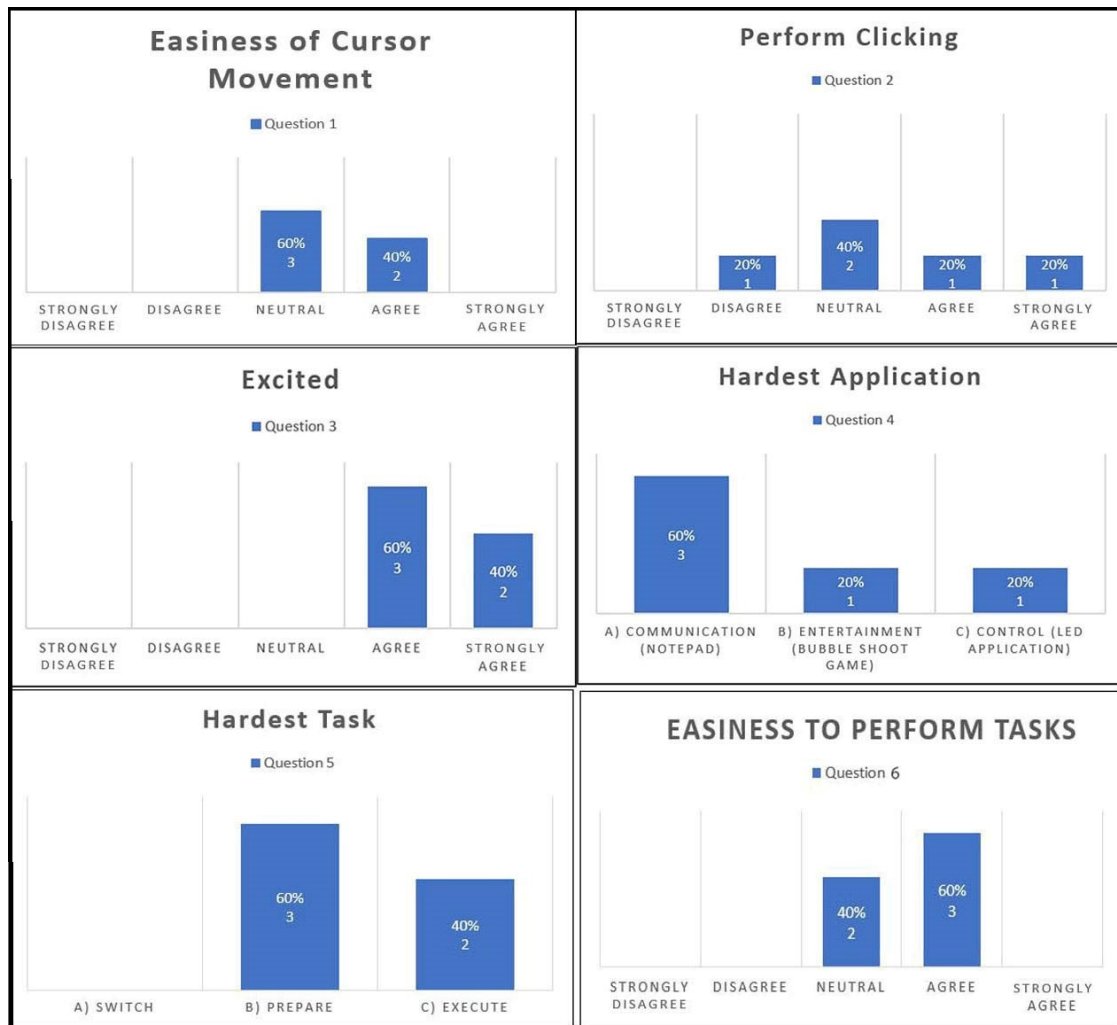 Easiness of Cursor
Movement
Question 1
60%
3
40%
2
STRONGLY
DISAGREE
DISAGREE
NEUTRAL
AGREE
STRONGLY
AGREE
Perform Clicking
Question 2
20%
1
40%
2
20%
1
20%
1
STRONGLY
DISAGREE
DISAGREE
NEUTRAL
AGREE
STRONGLY
AGREE
Excited
Question 3
60%
3
40%
2
STRONGLY
DISAGREE
DISAGREE
NEUTRAL
AGREE
STRONGLY
AGREE
Hardest Application
Question 4
60%
3
20%
1
20%
1
A) COMMUNICATION
(NOTEPAD)
B) ENTERTAINMENT
(BUBBLE SHOOT
GAME)
C) CONTROL (LED
APPLICATION)
Hardest Task
Question 5
60%
3
40%
2
A) SWITCH
B) PREPARE
C) EXECUTE
EASINESS TO PERFORM TASKS
Question 6
40%
2
60%
3
STRONGLY
DISAGREE
DISAGREE
NEUTRAL
AGREE
STRONGLY
AGREE